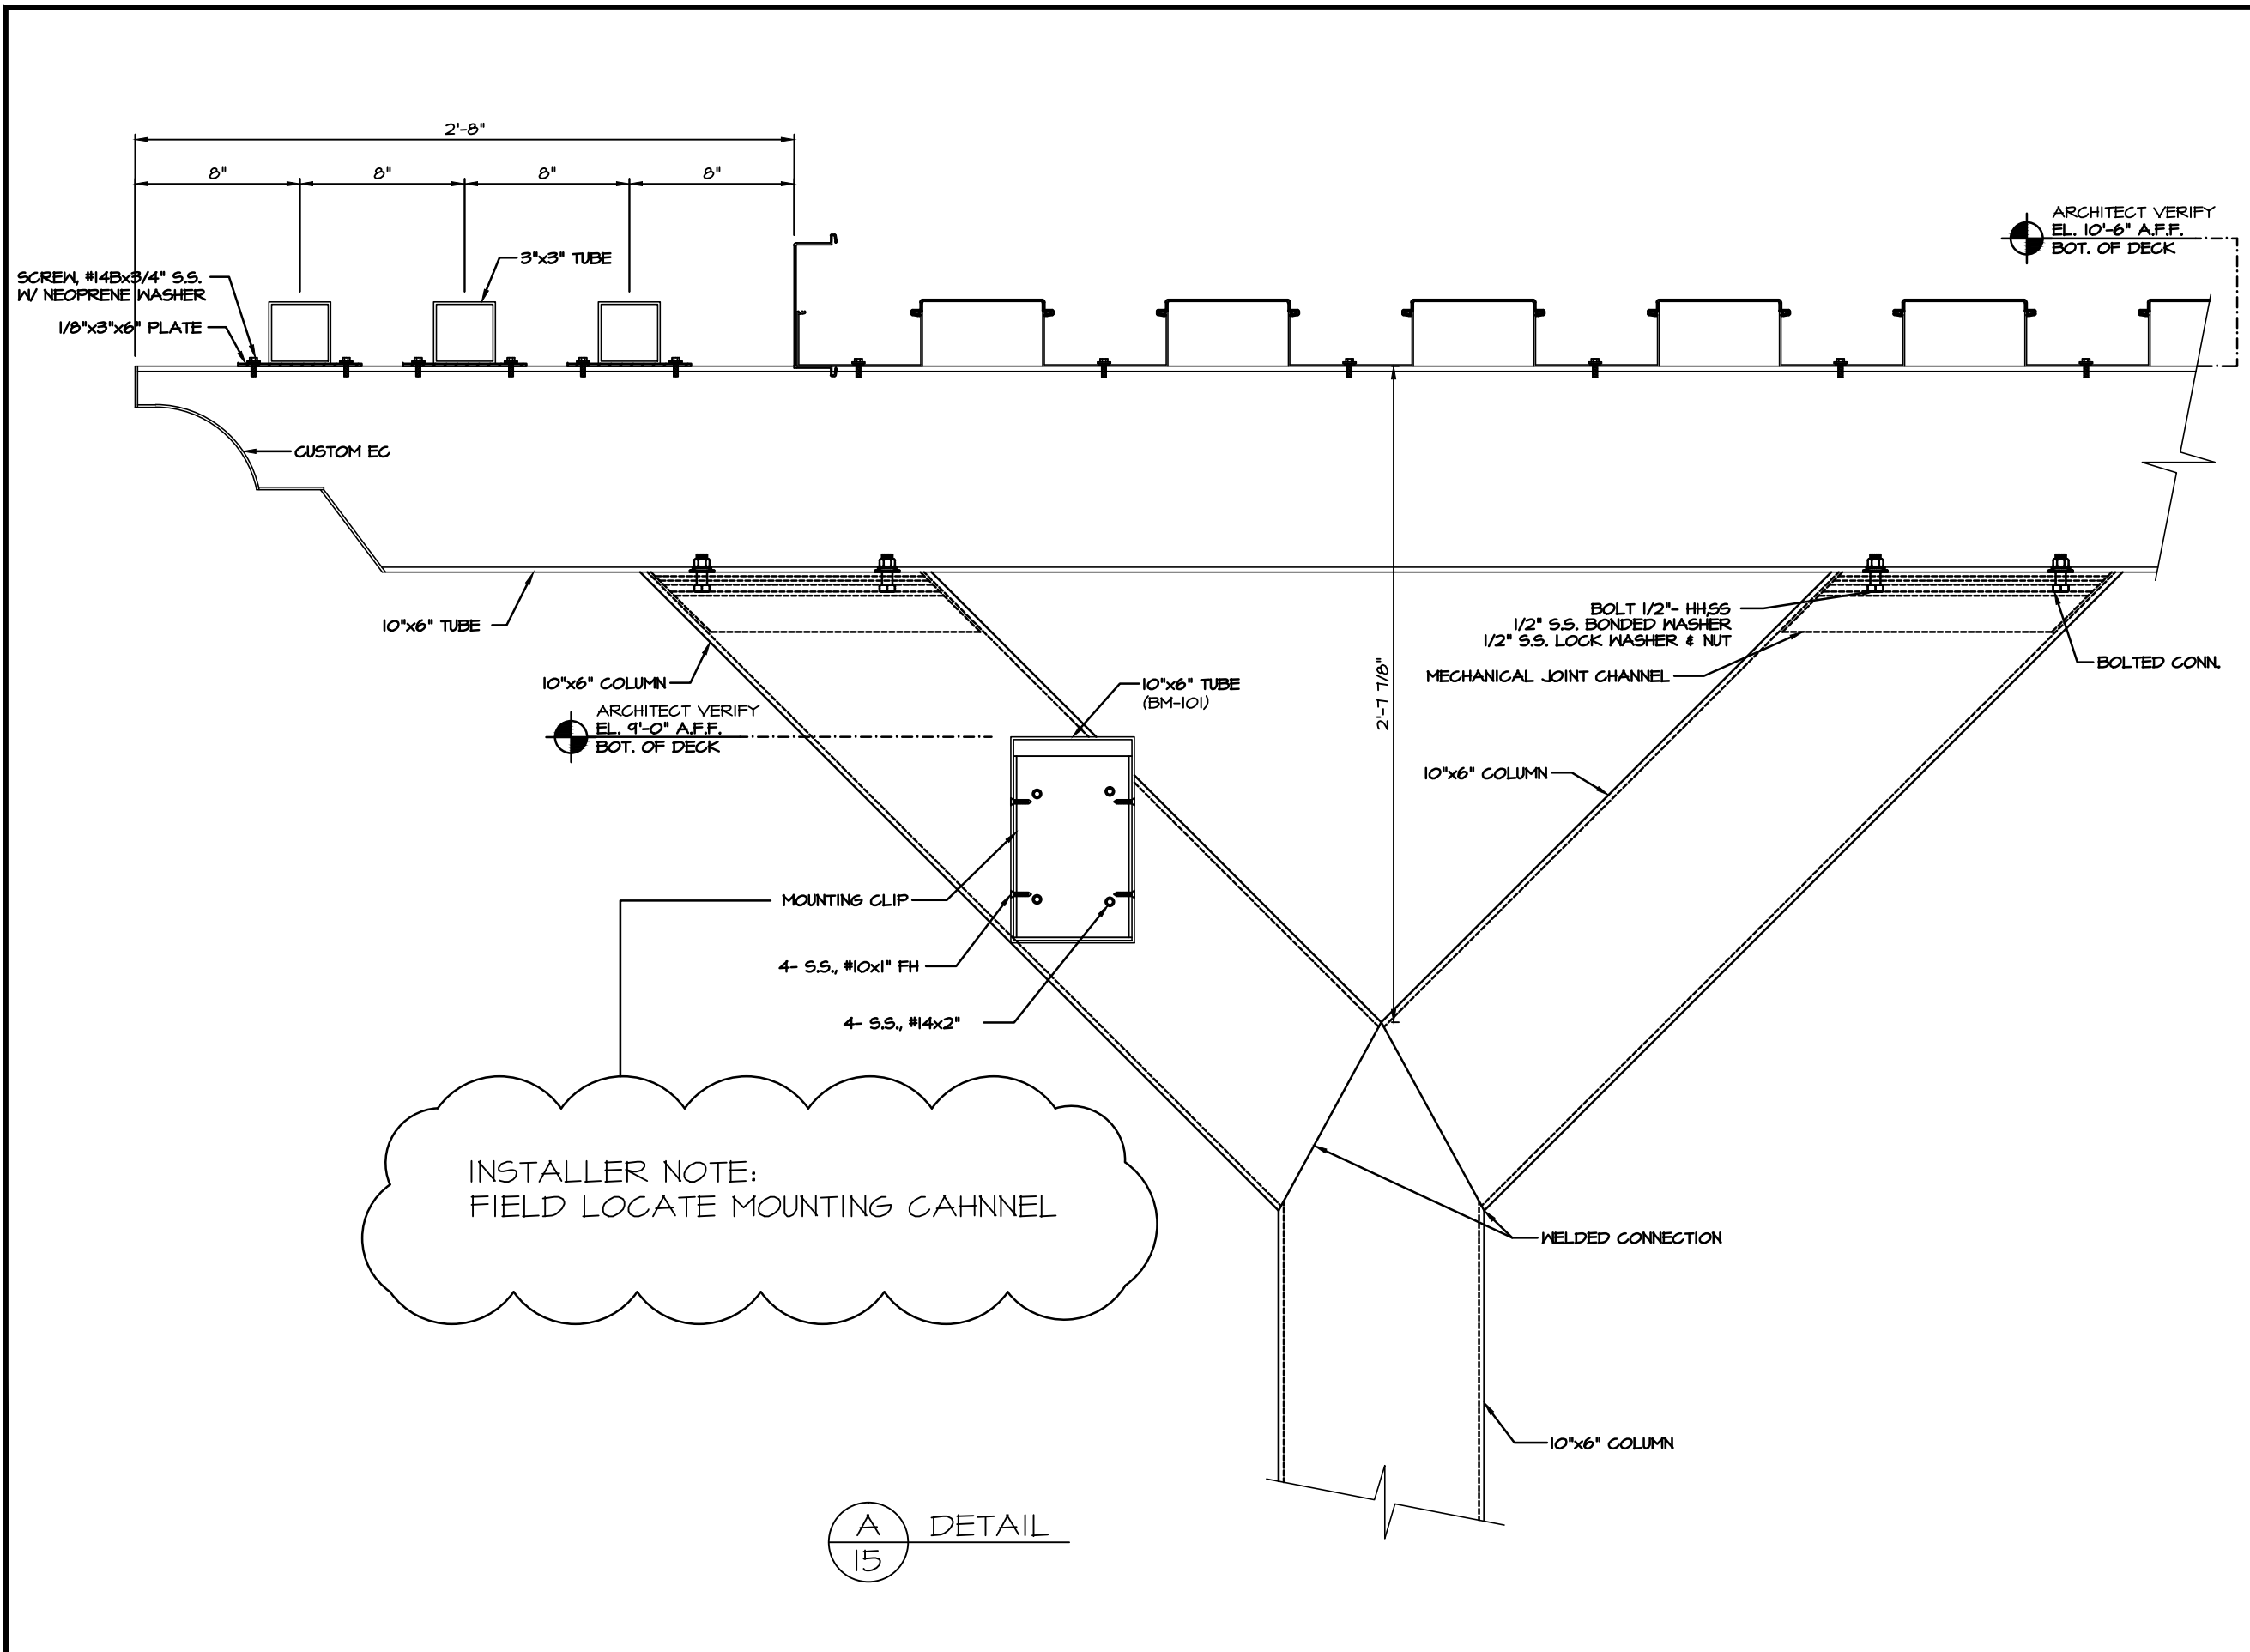 2'-8"
8"
8"
8"
8"
ARCHITECT VERIFY
EL. 10'-6" A.F.F.
BOT. OF DECK
3"x3" TUBE
SCREW, #14Bx3/4" S.S.
W/ NEOPRENE WASHER
1/8"x3"x6" PLATE
CUSTOM EC
10"x6" TUBE
BOLT 1/2"- HH,SS
1/2" S.S. BONDED WASHER
1/2" S.S. LOCK WASHER & NUT
MECHANICAL JOINT CHANNEL
BOLTED CONN.
10"x6" COLUMN
ARCHITECT VERIFY
EL. 9'-0" A.F.F.
BOT. OF DECK
10"x6" TUBE
(BM-101)
2'-7 7/8"
10"x6" COLUMN
MOUNTING CLIP
4- S.S., #10x1" FH
4- S.S., #14x2"
INSTALLER NOTE:
FIELD LOCATE MOUNTING CAHNNEL
WELDED CONNECTION
10"x6" COLUMN
A
15
DETAIL